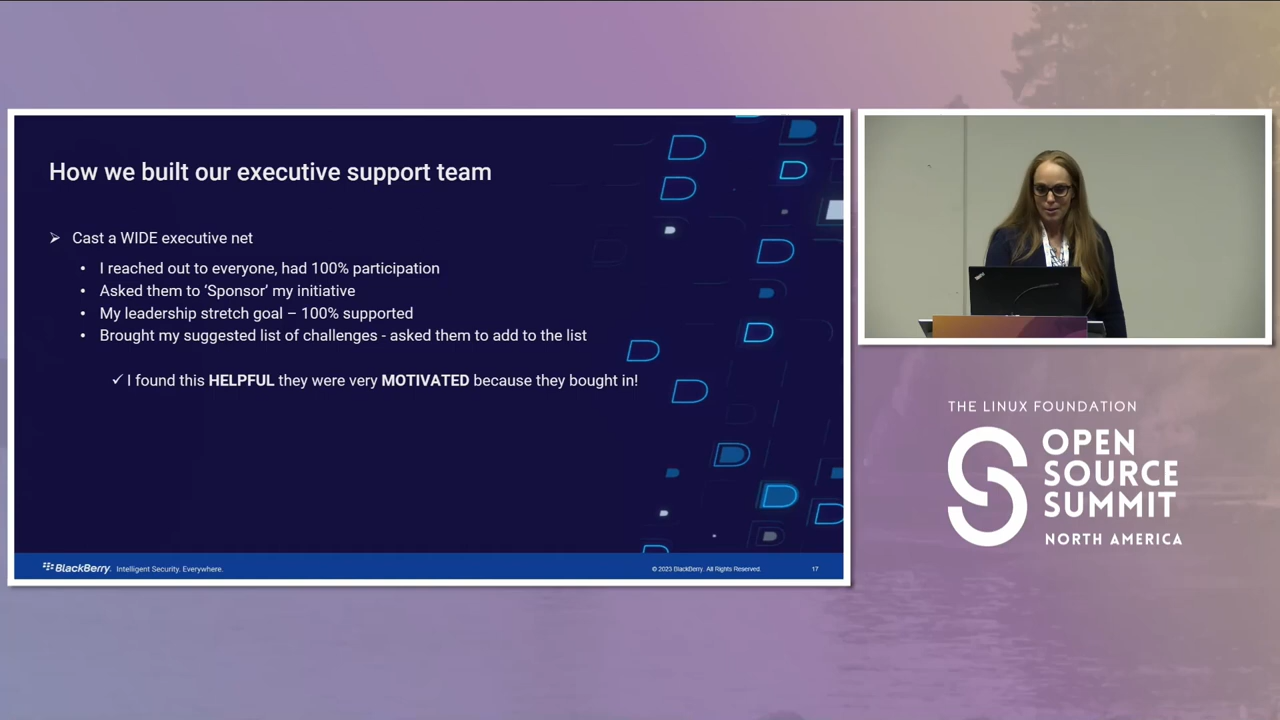 How we built our executive support team
➢ Cast a WIDE executive net
• I reached out to everyone, had 100% participation
• Asked them to ‘Sponsor’ my initiative
• My leadership stretch goal – 100% supported
• Brought my suggested list of challenges - asked them to add to the list
✓ I found this HELPFUL they were very MOTIVATED because they bought in!
BlackBerry. Intelligent Security. Everywhere.
© 2023 BlackBerry. All Rights Reserved.
17
ThinkPad
THE LINUX FOUNDATION
OPEN
SOURCE
SUMMIT
NORTH AMERICA